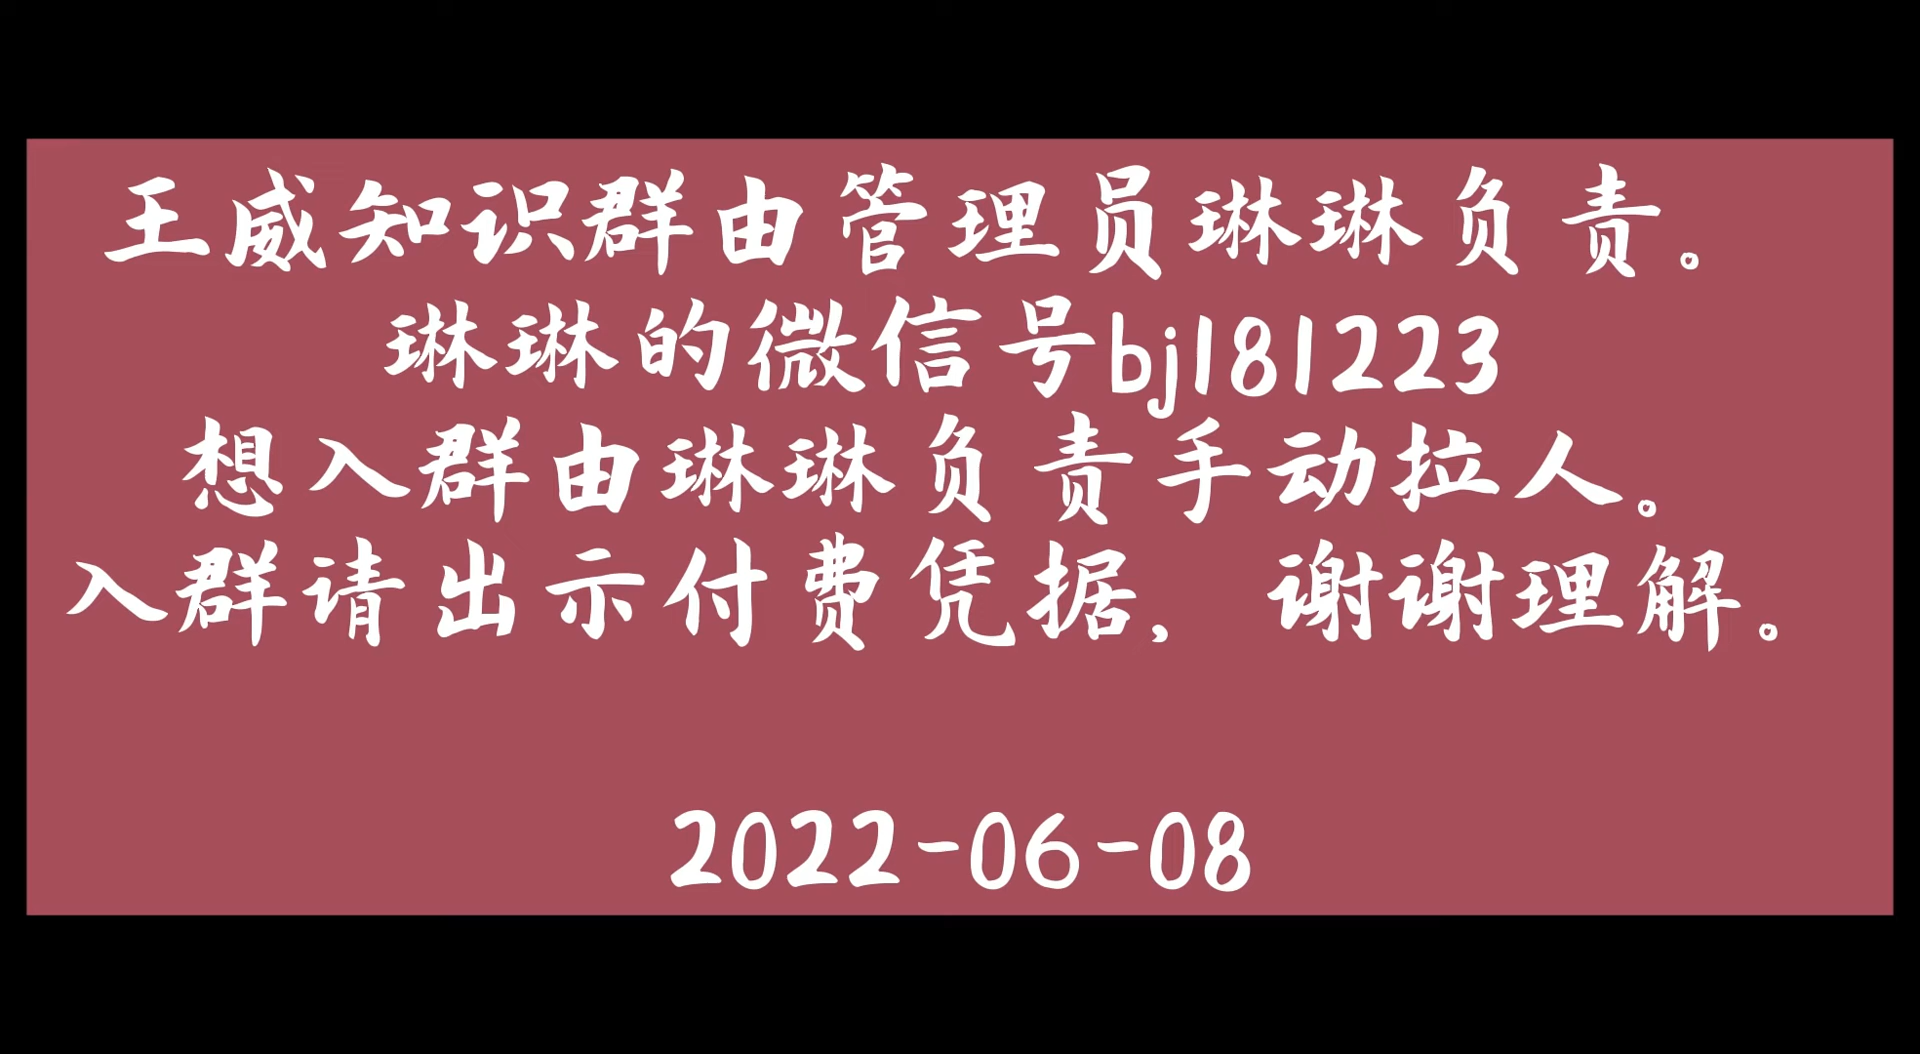 王威知识群由管理员琳琳负责。
琳琳的微信号bj181223
想入群由琳琳负责手动拉人。
入群请出示付费凭据，谢谢理解。
2022-06-08